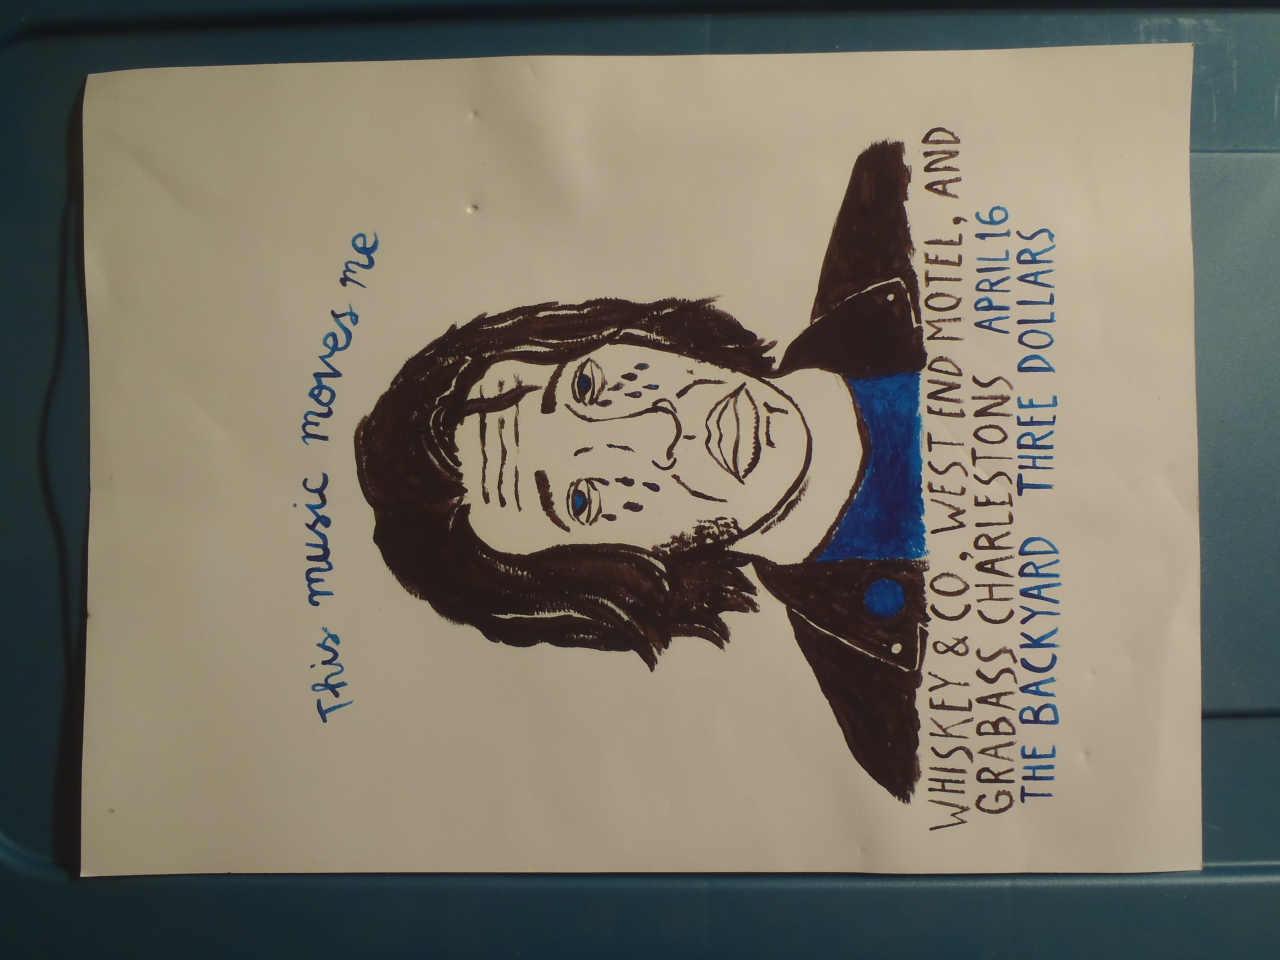 This music moves me
WHISKEY & CO, WEST END MOTEL, AND
GRABASS CHARLESTONS APRIL 16
THE BACKYARD THREE DOLLARS